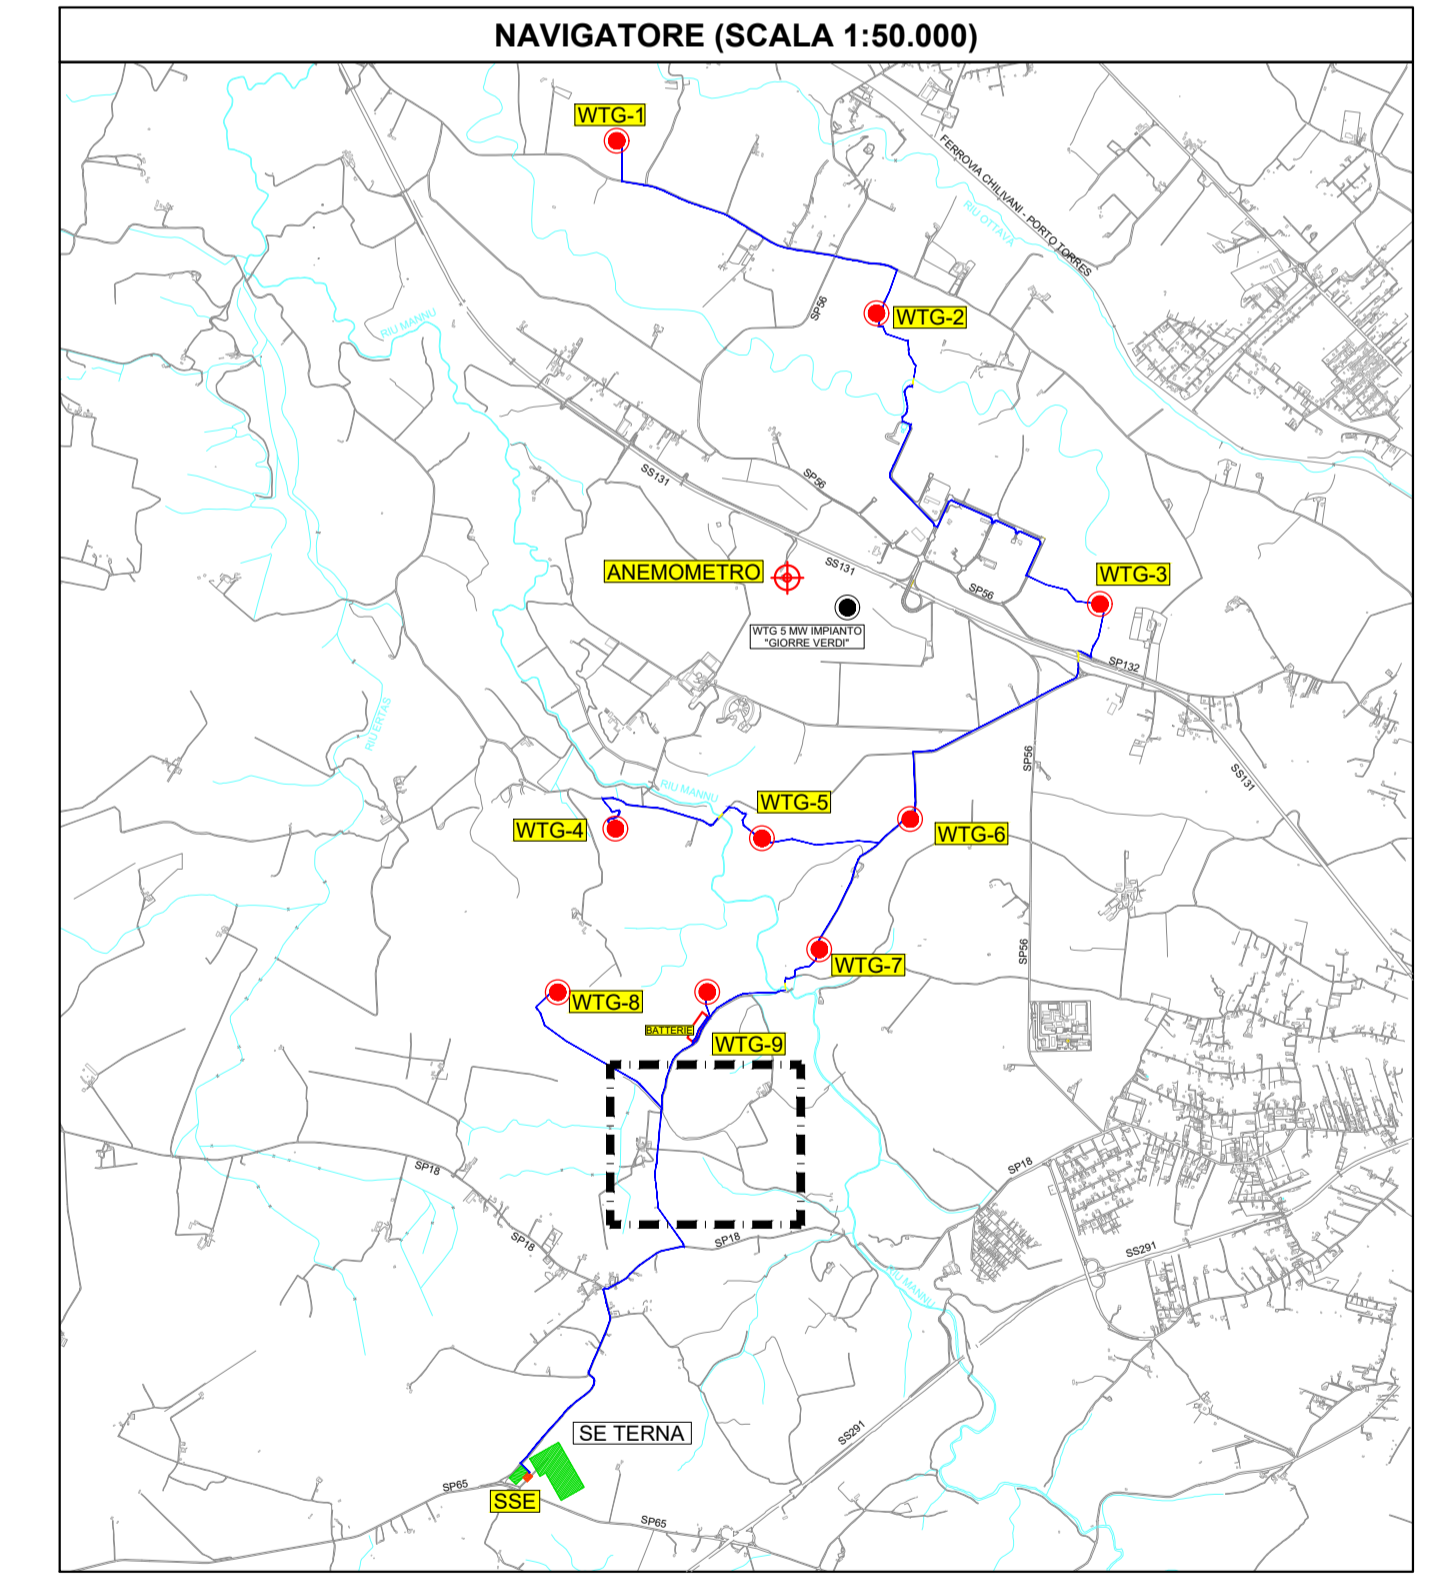 NAVIGATORE (SCALA 1:50.000)
WTG-1
FERROVIA CHILIVANI - PORTO TORRES
RIU OTTAVA
SP56
WTG-2
RIU MANNU
SS131
SP56
ANEMOMETRO
SS131
WTG-3
SP56
WTG 5 MW IMPIANTO
"GIORRE VERDI"
SP132
RIU ERTAS
SP56
SS131
RIU MANNU
WTG-5
WTG-4
WTG-6
SP56
WTG-7
WTG-8
BATTERIE
WTG-9
SP18
SP18
SP18
SP18
SS291
RIU MANNU
SE TERNA
SS291
SP65
SSE
SP65